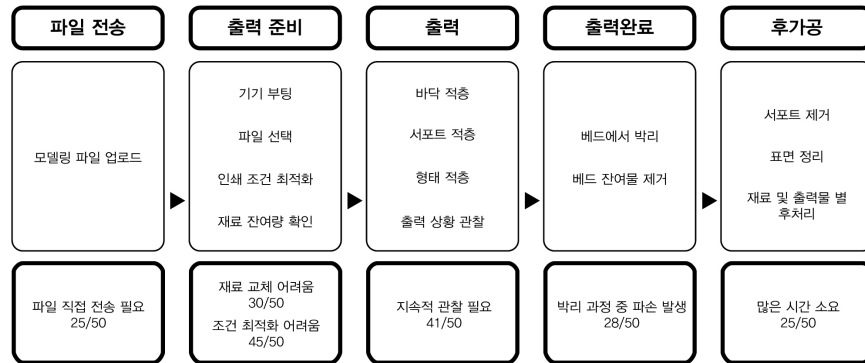 파일 전송
출력 준비
출력
출력완료
후가공
모델링 파일 업로드
기기 부팅
파일 선택
인쇄 조건 최적화
재료 잔여량 확인
바닥 적층
서포트 적층
형태 적층
출력 상황 관찰
베드에서 박리
베드 잔여물 제거
서포트 제거
표면 정리
재료 및 출력물 별
후처리
파일 직접 전송 필요
25/50
재료 교체 어려움
30/50
조건 최적화 어려움
45/50
지속적 관찰 필요
41/50
박리 과정 중 파손 발생
28/50
많은 시간 소요
25/50